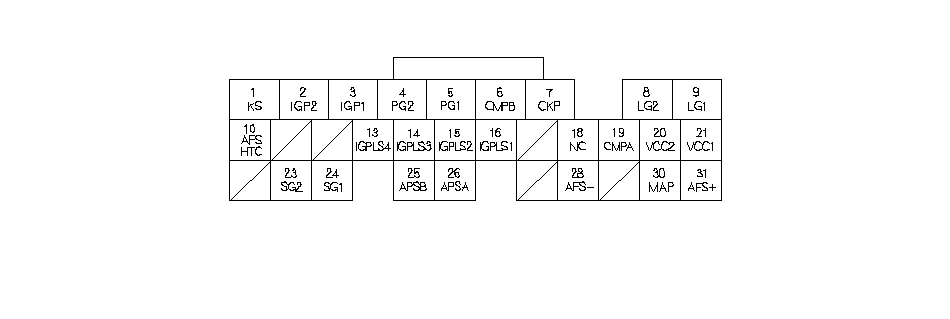 1 2 3 4 5 6 7 8 9
KS IGP2 IGP1 PG2 PG1 CMPB CKP LG2 LG1
10 13 14 15 16 18 19 20 21
AFS HTC IGPLS4 IGPLS3 IGPLS2 IGPLS1 NC CMPA VCC2 VCC1
23 24 25 26 28 30 31
SG2 SG1 APSB APSA AFS- MAP AFS+